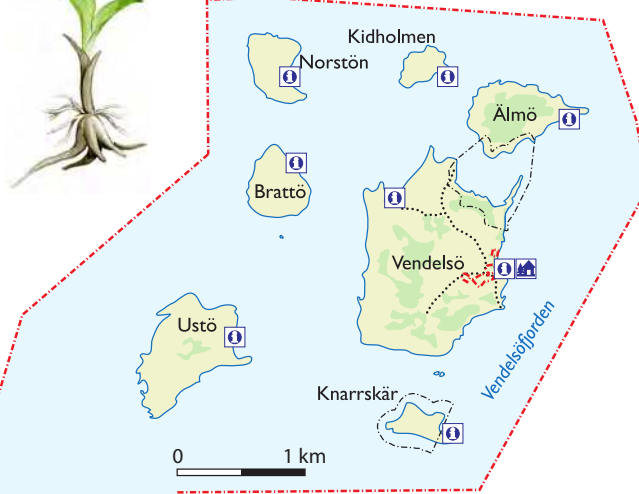 Kidholmen
Norstön
Älmö
Brattö
Vendelsö
Ustö
Vendelsöfjorden
Knarrskär
0 1 km